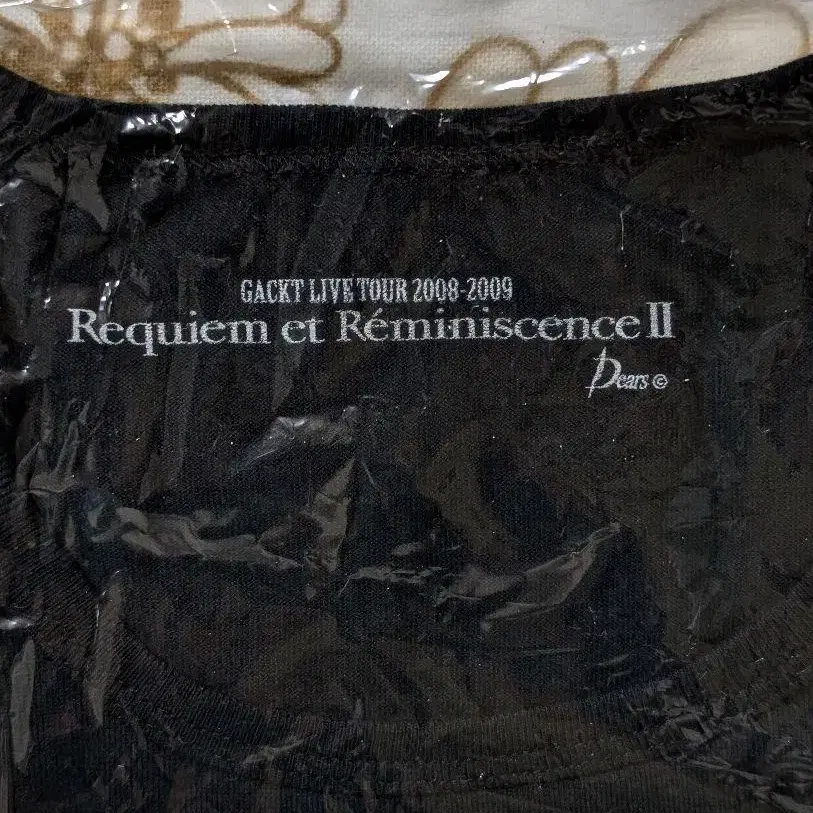 GACKT LIVE TOUR 2008-2009
Requiem et Réminiscence II
Dears ©